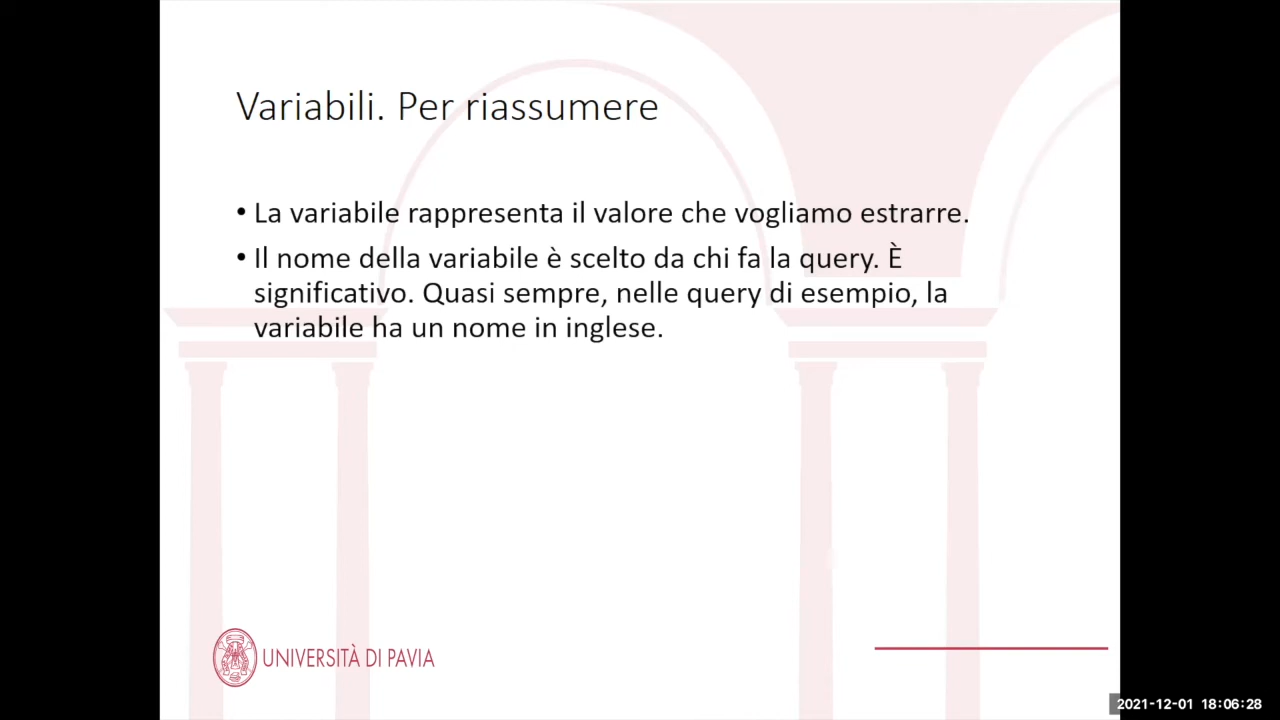 Variabili. Per riassumere
• La variabile rappresenta il valore che vogliamo estrarre.
• Il nome della variabile è scelto da chi fa la query. È
significativo. Quasi sempre, nelle query di esempio, la
variabile ha un nome in inglese.
UNIVERSITÀ DI PAVIA
2021-12-01 18:06:28